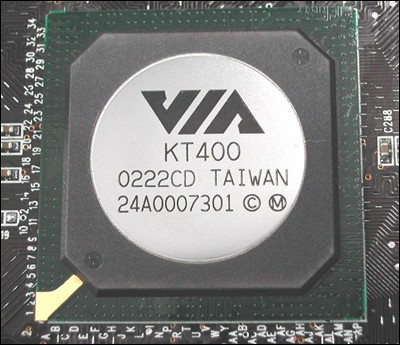 VIA
KT400
0222CD TAIWAN
24A0007301 © Ⓜ
C288